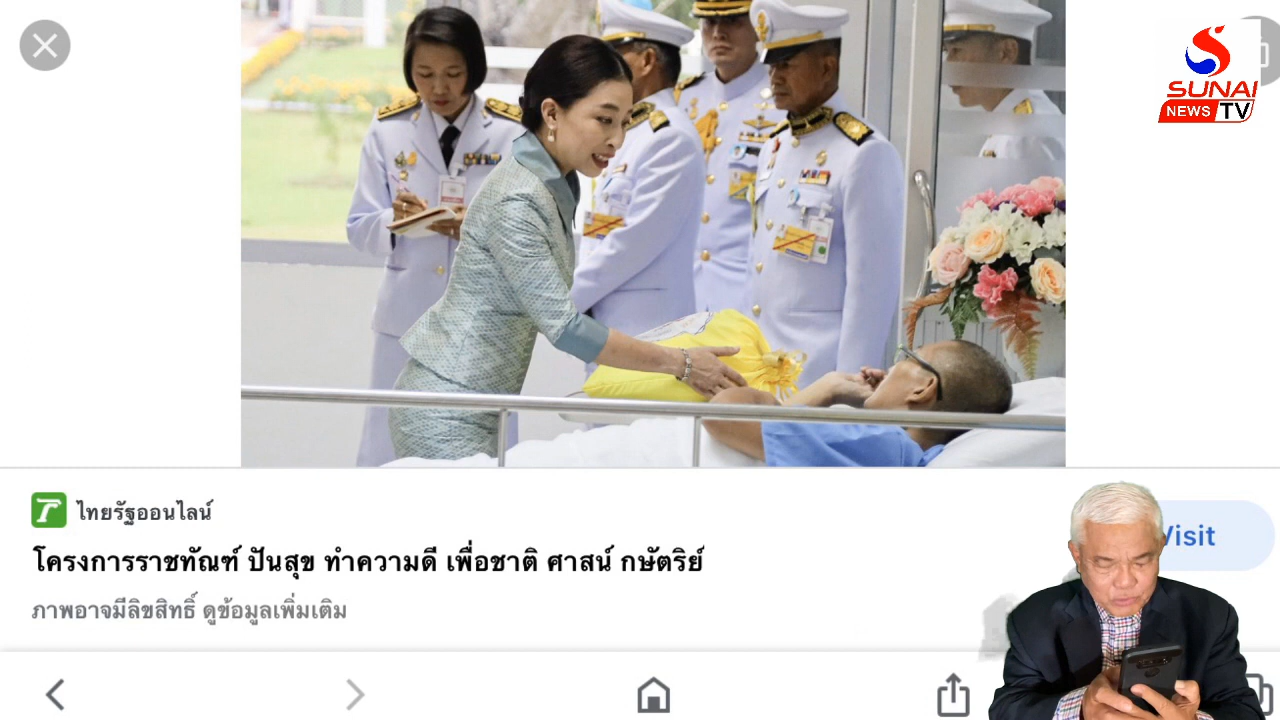 SUNAI
NEWS TV
ไทยรัฐออนไลน์
โครงการราชทัณฑ์ ปันสุข ทำความดี เพื่อชาติ ศาสน์ กษัตริย์
Visit
ภาพอาจมีลิขสิทธิ์ ดูข้อมูลเพิ่มเติม